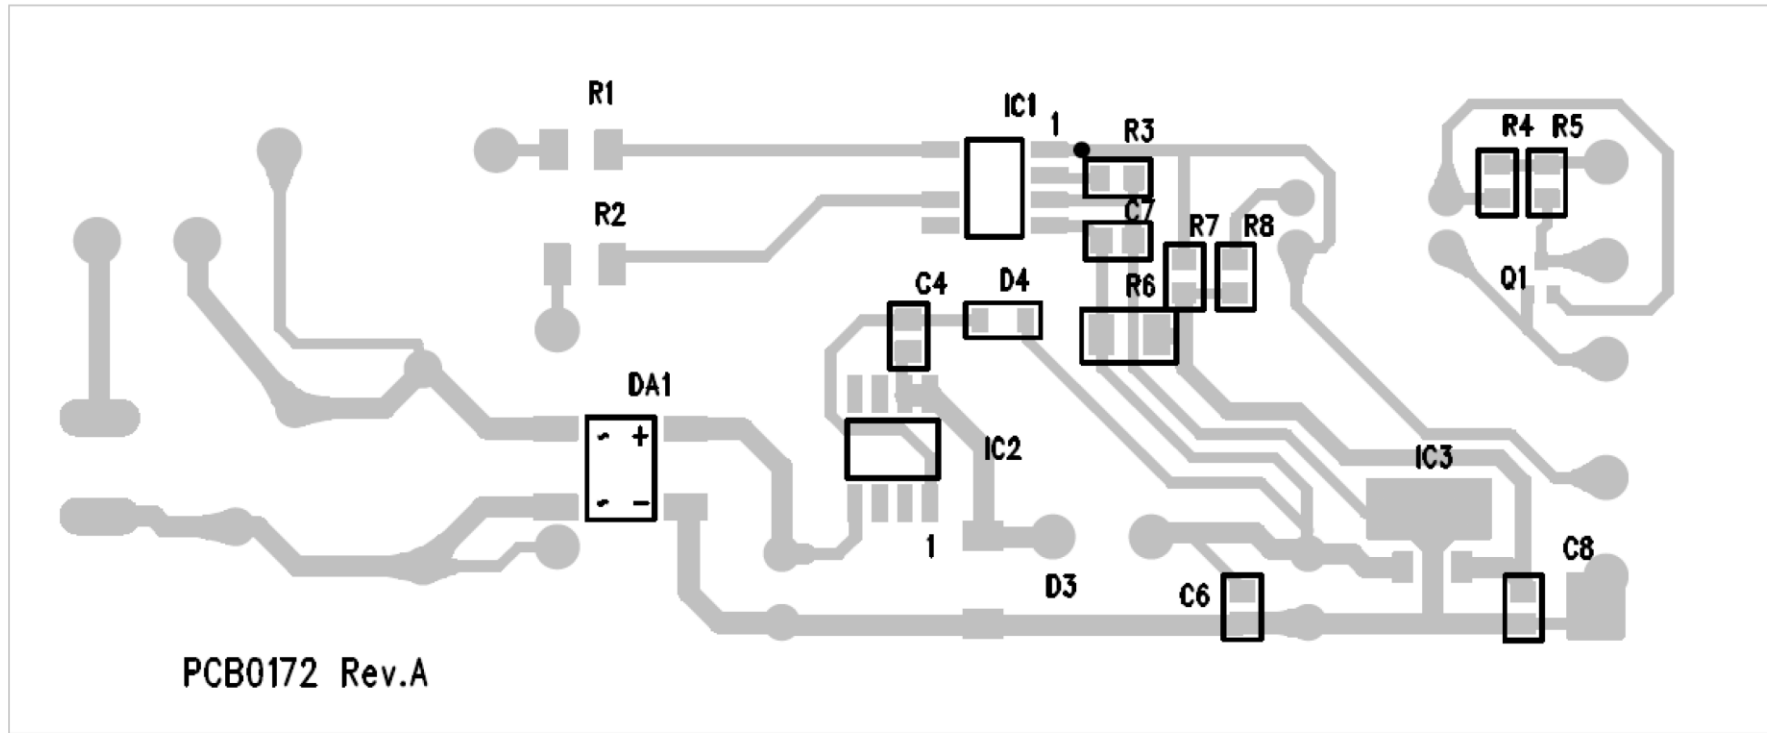 R1
IC1
1
R3
R4 R5
R2
C7
R7 R8
C4 D4 R6 Q1
DA1
~ +
~ -
IC2
IC3
1
C8
D3
C6
PCB0172 Rev.A